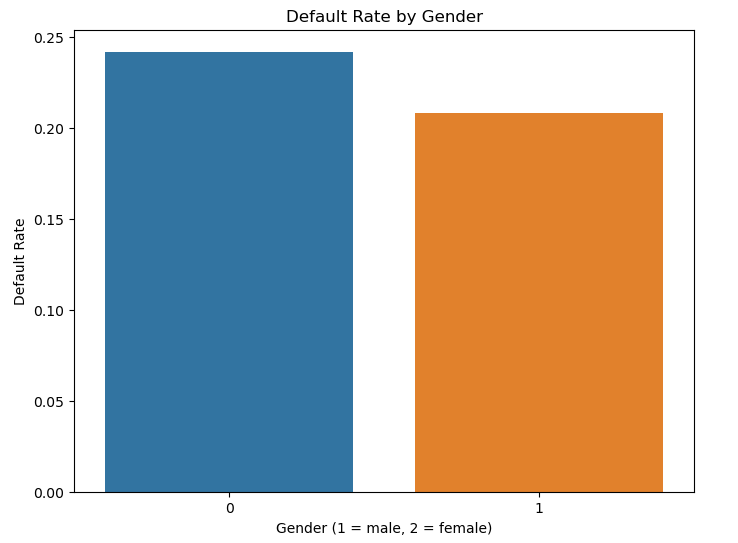 Default Rate by Gender
0.25
0.20
0.15
0.10
0.05
0.00
Default Rate
0 1
Gender (1 = male, 2 = female)